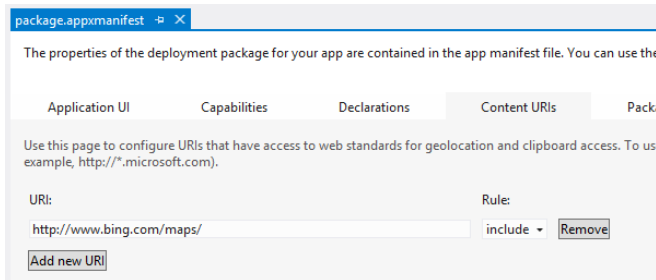 package.appxmanifest
The properties of the deployment package for your app are contained in the app manifest file. You can use the
Application UI Capabilities Declarations Content URIs
Use this page to configure URIs that have access to web standards for geolocation and clipboard access. To us
example, http://*.microsoft.com).
URI: Rule:
http://www.bing.com/maps/ include Remove
Add new URI